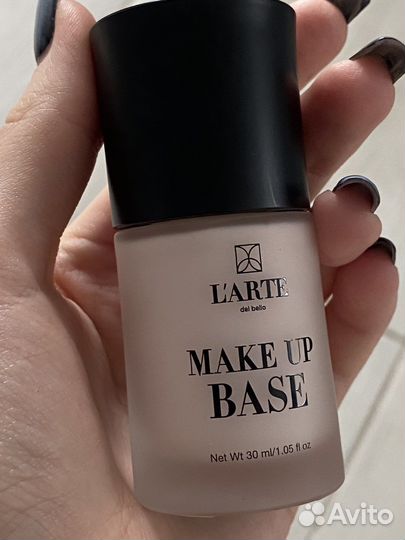 L'ARTE
del bello
MAKE UP
BASE
Net Wt 30 ml/1.05 fl oz
Avito